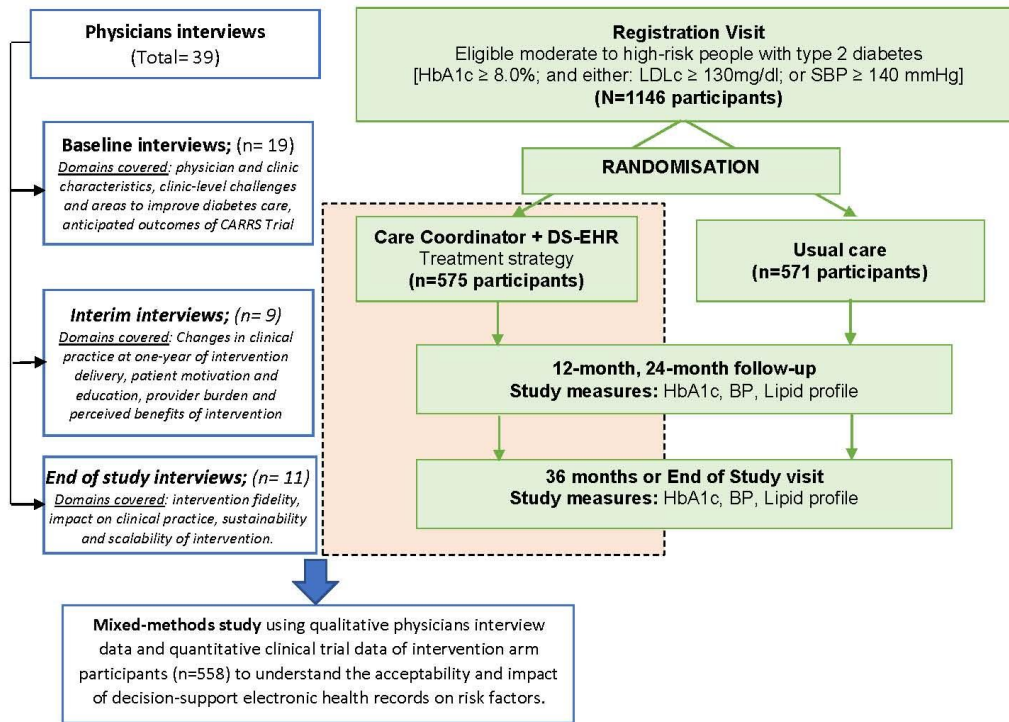 Physicians interviews
(Total= 39)
Baseline interviews; (n= 19)
Domains covered: physician and clinic
characteristics, clinic-level challenges
and areas to improve diabetes care,
anticipated outcomes of CARRS Trial
Interim interviews; (n= 9)
Domains covered: Changes in clinical
practice at one-year of intervention
delivery, patient motivation and
education, provider burden and
perceived benefits of intervention
End of study interviews; (n= 11)
Domains covered: intervention fidelity,
impact on clinical practice, sustainability
and scalability of intervention.
Registration Visit
Eligible moderate to high-risk people with type 2 diabetes
[HbA1c ≥ 8.0%; and either: LDLc ≥ 130mg/dl; or SBP ≥ 140 mmHg]
(N=1146 participants)
RANDOMISATION
Care Coordinator + DS-EHR
Treatment strategy
(n=575 participants)
Usual care
(n=571 participants)
12-month, 24-month follow-up
Study measures: HbA1c, BP, Lipid profile
36 months or End of Study visit
Study measures: HbA1c, BP, Lipid profile
Mixed-methods study using qualitative physicians interview
data and quantitative clinical trial data of intervention arm
participants (n=558) to understand the acceptability and impact
of decision-support electronic health records on risk factors.